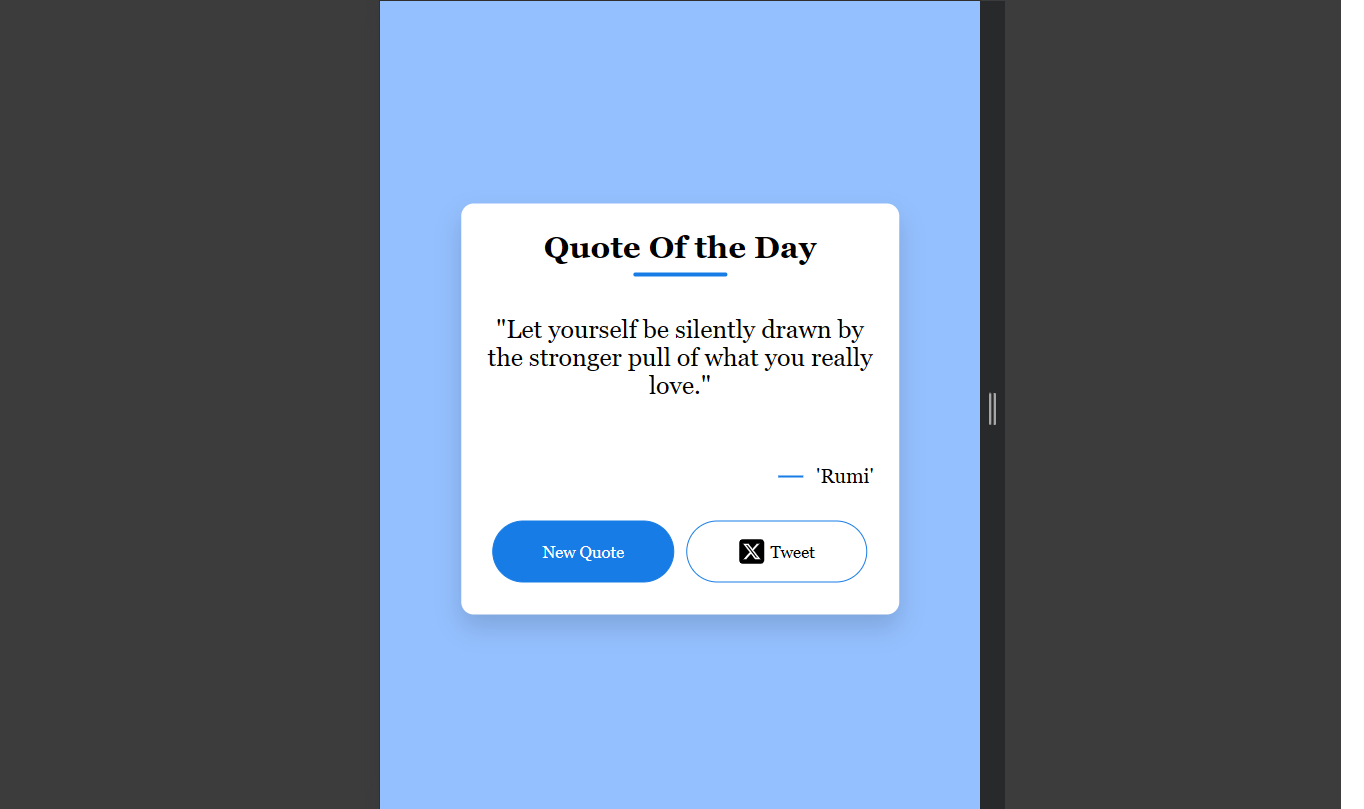 Quote Of the Day
"Let yourself be silently drawn by
the stronger pull of what you really
love."
'Rumi'
New Quote
Tweet